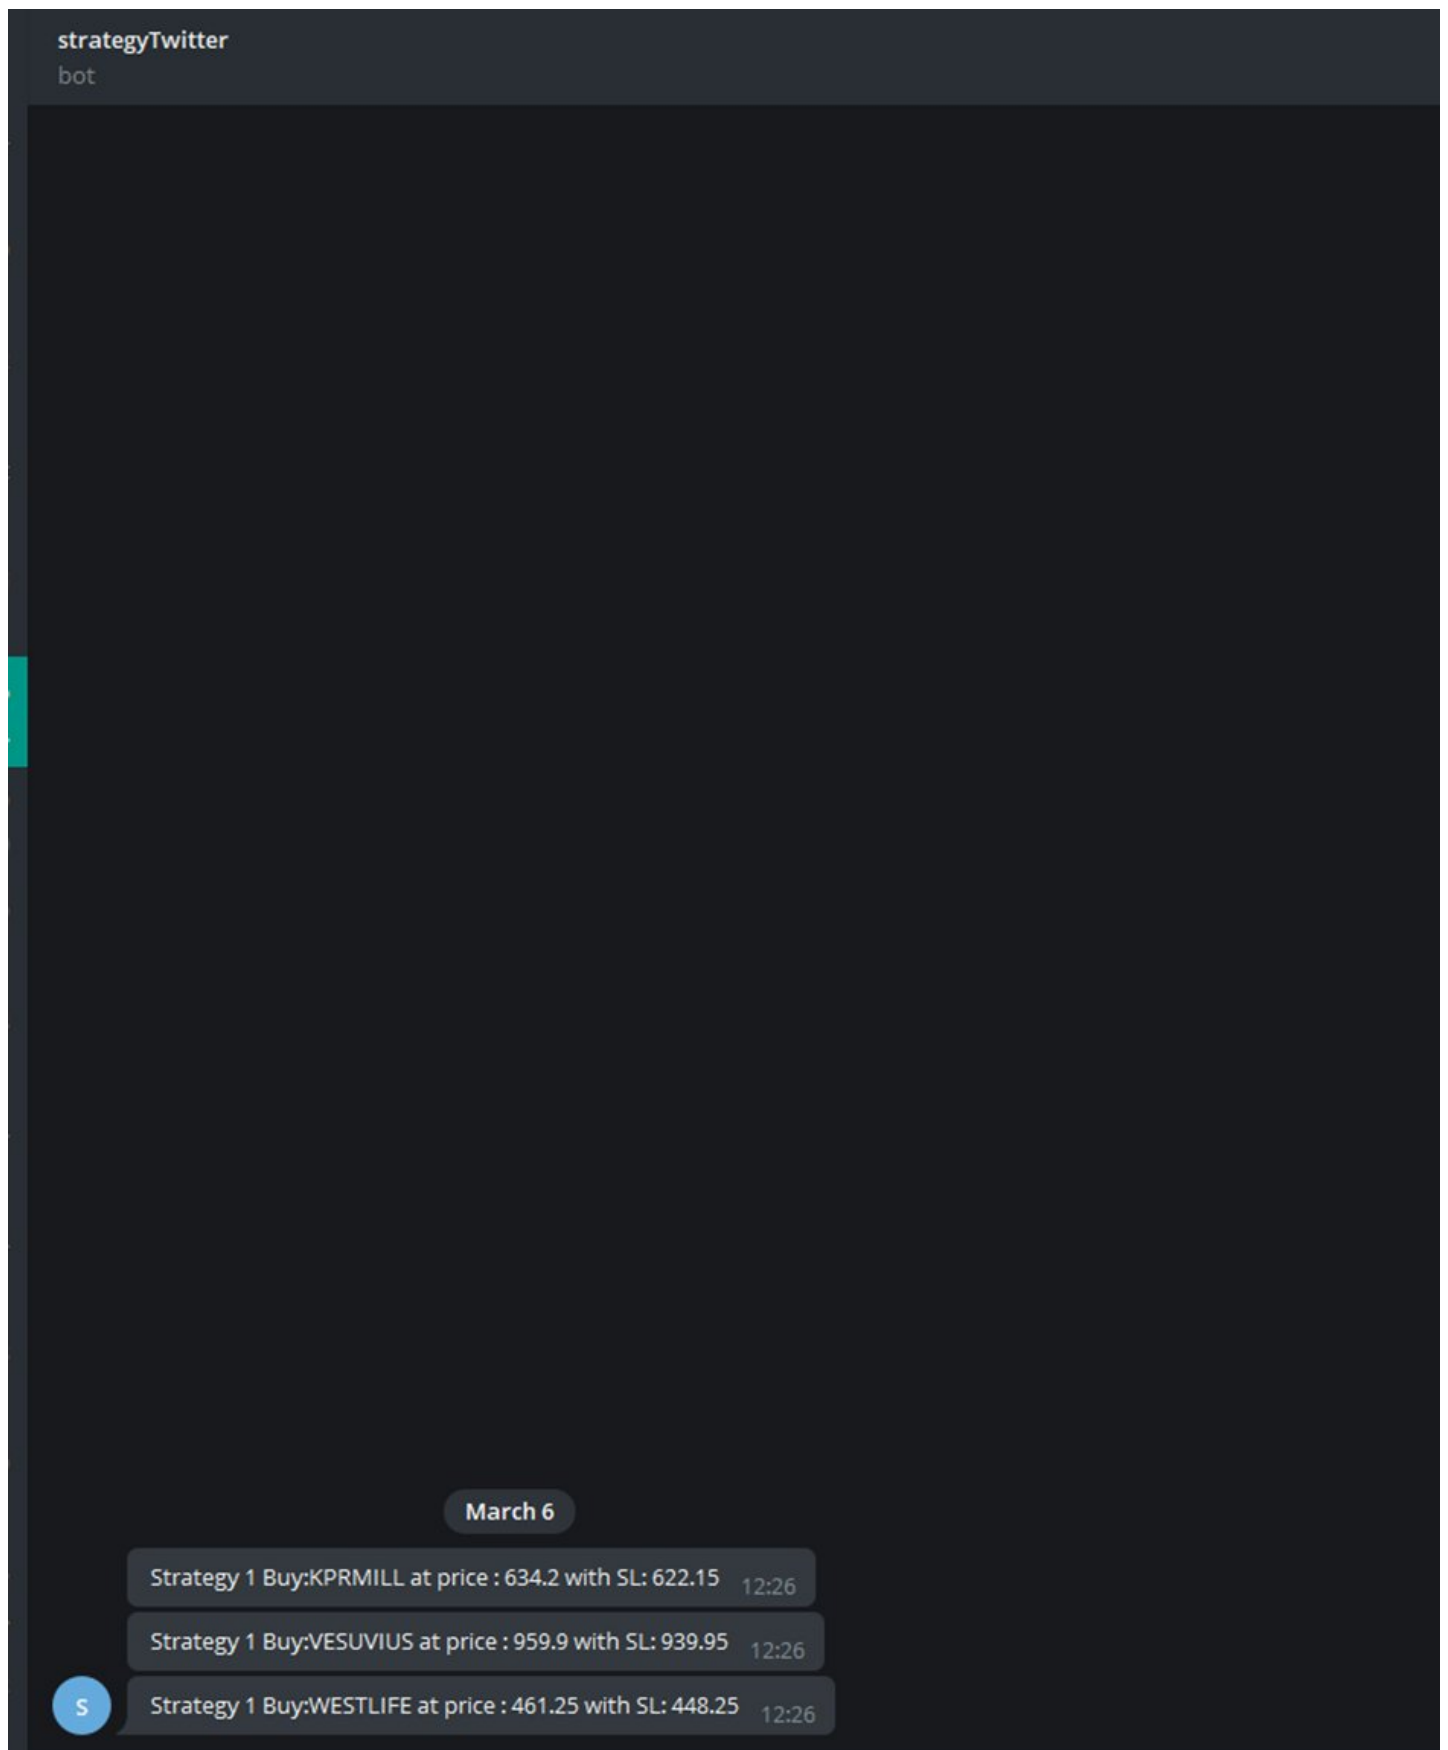 strategyTwitter
bot
March 6
Strategy 1 Buy:KPRMILL at price : 634.2 with SL: 622.15 12:26
Strategy 1 Buy:VESUVIUS at price : 959.9 with SL: 939.95 12:26
S
Strategy 1 Buy:WESTLIFE at price : 461.25 with SL: 448.25 12:26